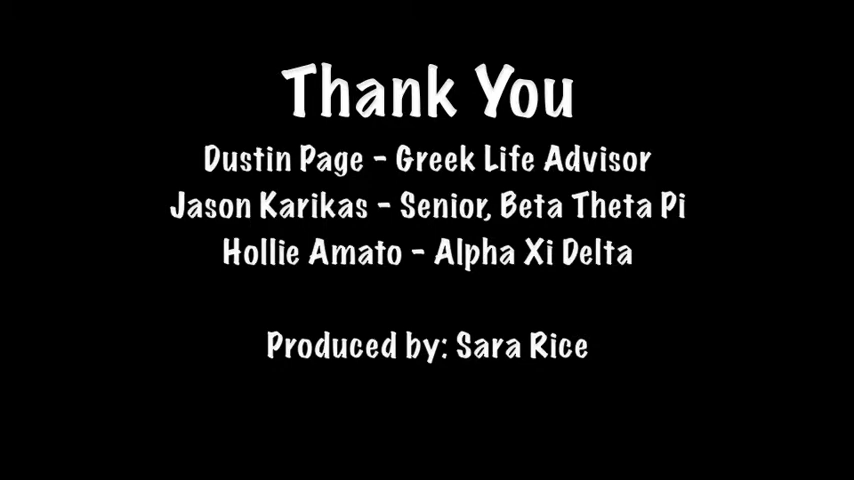 Thank You
Dustin Page - Greek Life Advisor
Jason Karikas - Senior, Beta Theta Pi
Hollie Amato - Alpha Xi Delta
Produced by: Sara Rice